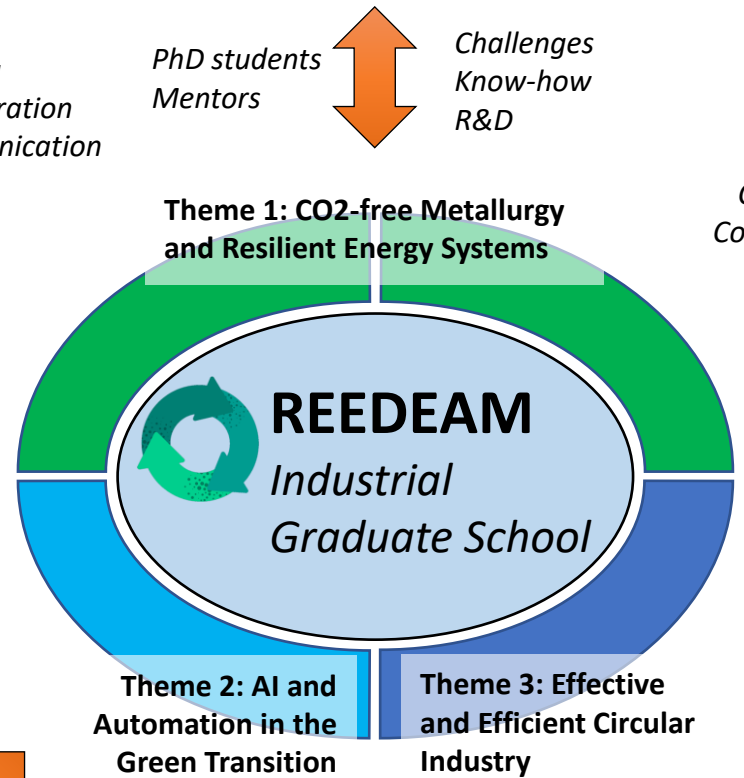 PhD students
Mentors
Challenges
Know-how
R&D
Theme 1: CO2-free Metallurgy
and Resilient Energy Systems
REEDEAM
Industrial
Graduate School
Theme 2: AI and
Automation in the
Green Transition
Theme 3: Effective
and Efficient Circular
Industry